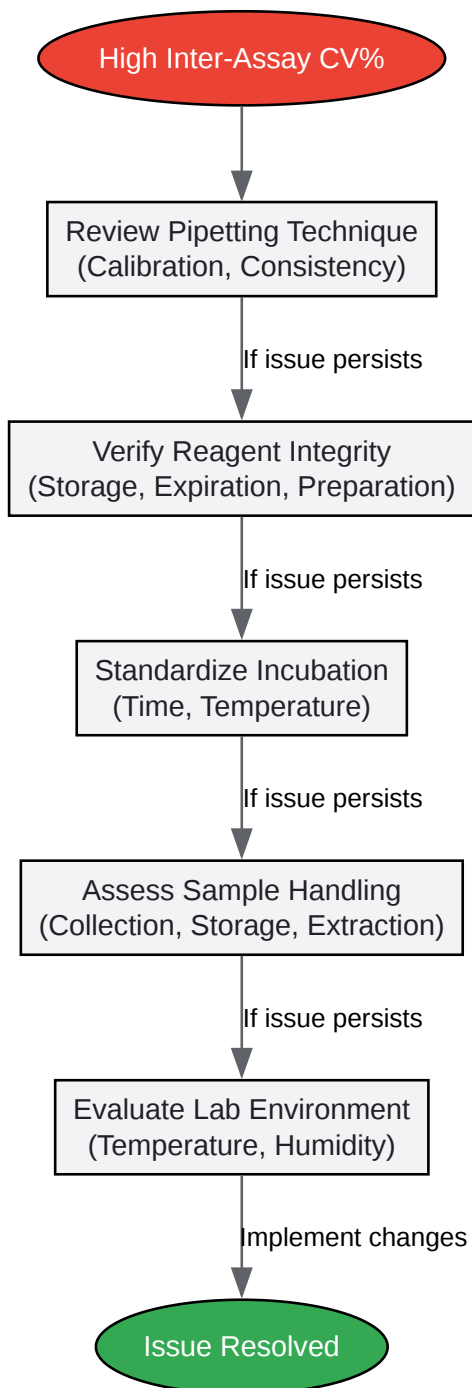 High Inter-Assay CV%
Review Pipetting Technique
(Calibration, Consistency)
If issue persists
Verify Reagent Integrity
(Storage, Expiration, Preparation)
If issue persists
Standardize Incubation
(Time, Temperature)
If issue persists
Assess Sample Handling
(Collection, Storage, Extraction)
If issue persists
Evaluate Lab Environment
(Temperature, Humidity)
Implement changes
Issue Resolved